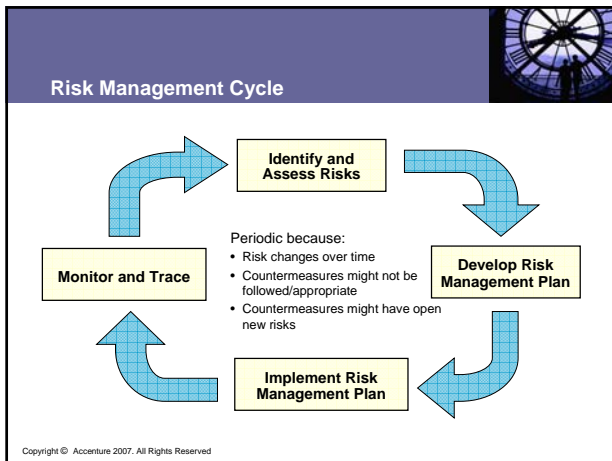 Risk Management Cycle
Identify and
Assess Risks
Periodic because:
• Risk changes over time
• Countermeasures might not be
followed/appropriate
• Countermeasures might have open
new risks
Monitor and Trace
Develop Risk
Management Plan
Implement Risk
Management Plan
Copyright © Accenture 2007. All Rights Reserved